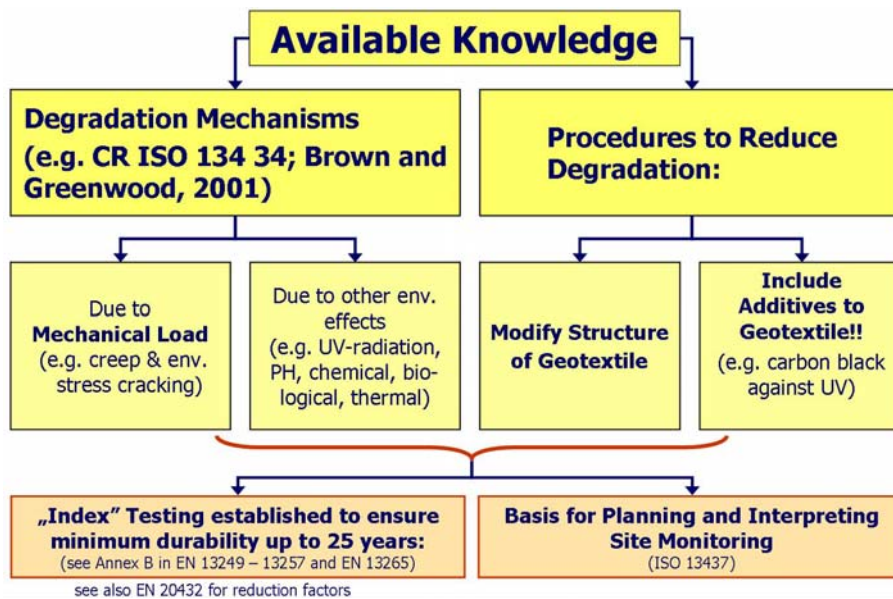 Available Knowledge
Degradation Mechanisms
(e.g. CR ISO 134 34; Brown and
Greenwood, 2001)
Procedures to Reduce
Degradation:
Due to
Mechanical Load
(e.g. creep & env.
stress cracking)
Due to other env.
effects
(e.g. UV-radiation,
PH, chemical, bio-
logical, thermal)
Modify Structure
of Geotextile
Include
Additives to
Geotextile!!
(e.g. carbon black
against UV)
„Index” Testing established to ensure
minimum durability up to 25 years:
(see Annex B in EN 13249 – 13257 and EN 13265)
see also EN 20432 for reduction factors
Basis for Planning and Interpreting
Site Monitoring
(ISO 13437)